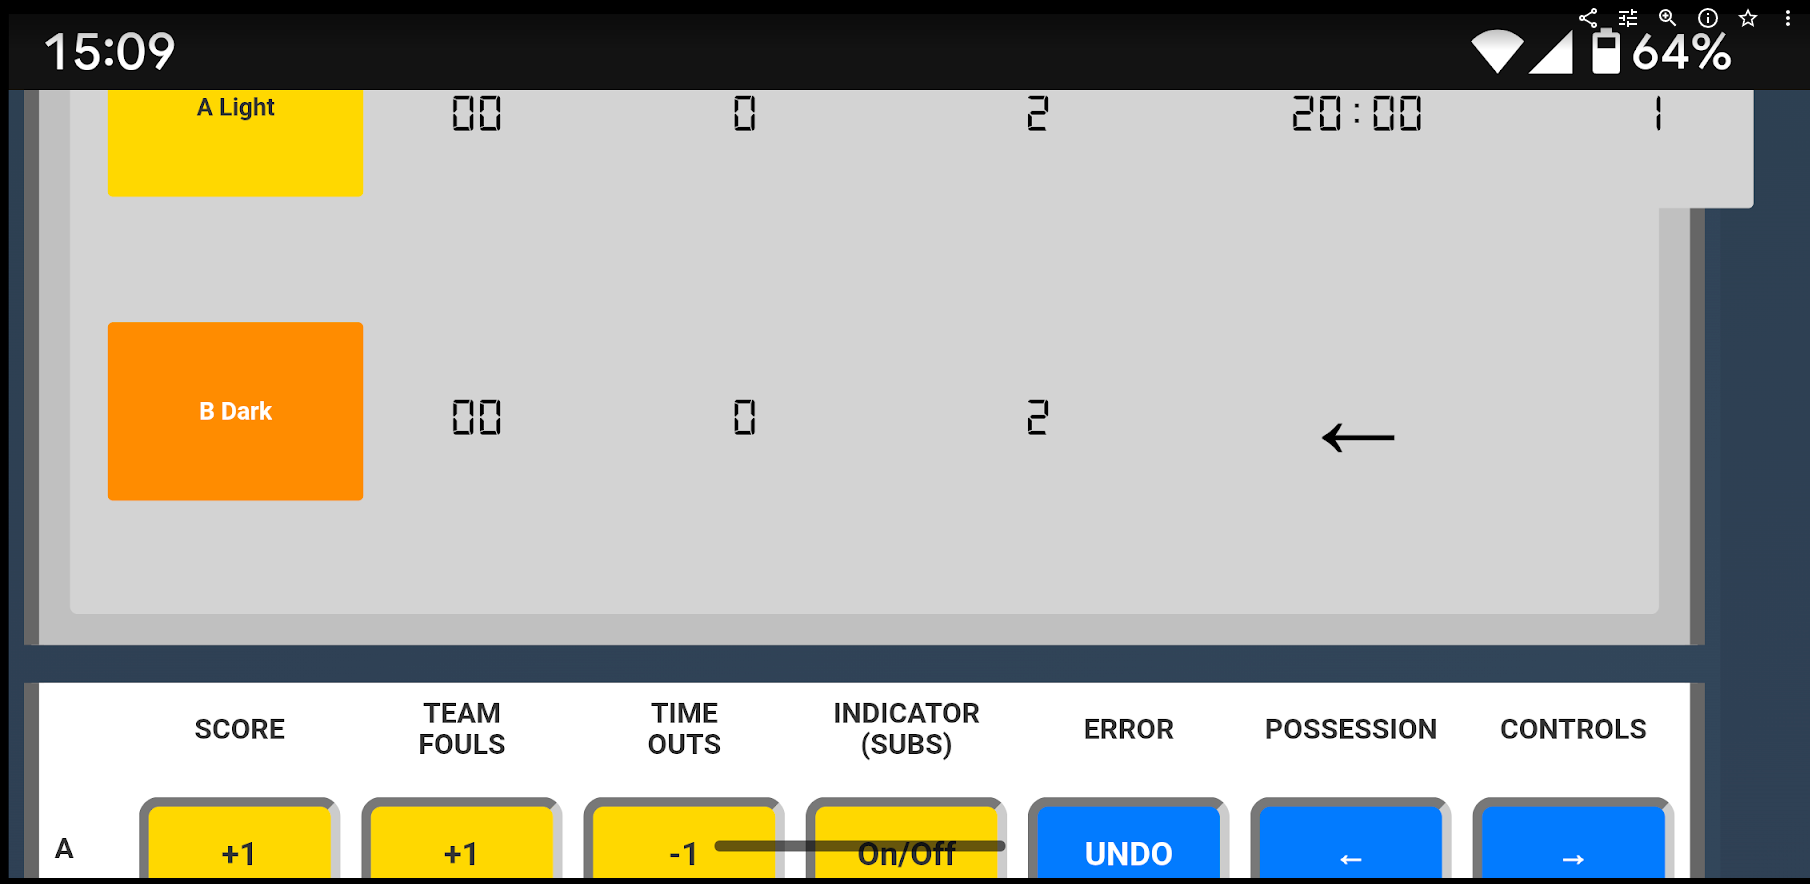 15:09 64%
A Light 00 0 2 20:00 1
B Dark 00 0 2 ←
SCORE TEAM FOULS TIME OUTS INDICATOR (SUBS) ERROR POSSESSION CONTROLS
A +1 +1 -1 On/Off UNDO ← →